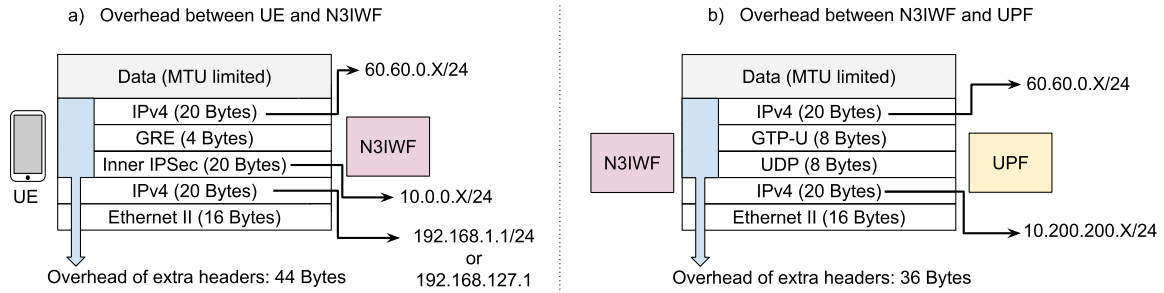 a) Overhead between UE and N3IWF
Data (MTU limited)
60.60.0.X/24
IPv4 (20 Bytes)
GRE (4 Bytes)
Inner IPSec (20 Bytes)
N3IWF
UE
IPv4 (20 Bytes)
10.0.0.X/24
Ethernet II (16 Bytes)
192.168.1.1/24
or
192.168.127.1
Overhead of extra headers: 44 Bytes
b) Overhead between N3IWF and UPF
Data (MTU limited)
60.60.0.X/24
IPv4 (20 Bytes)
GTP-U (8 Bytes)
N3IWF
UDP (8 Bytes)
UPF
IPv4 (20 Bytes)
Ethernet II (16 Bytes)
10.200.200.X/24
Overhead of extra headers: 36 Bytes